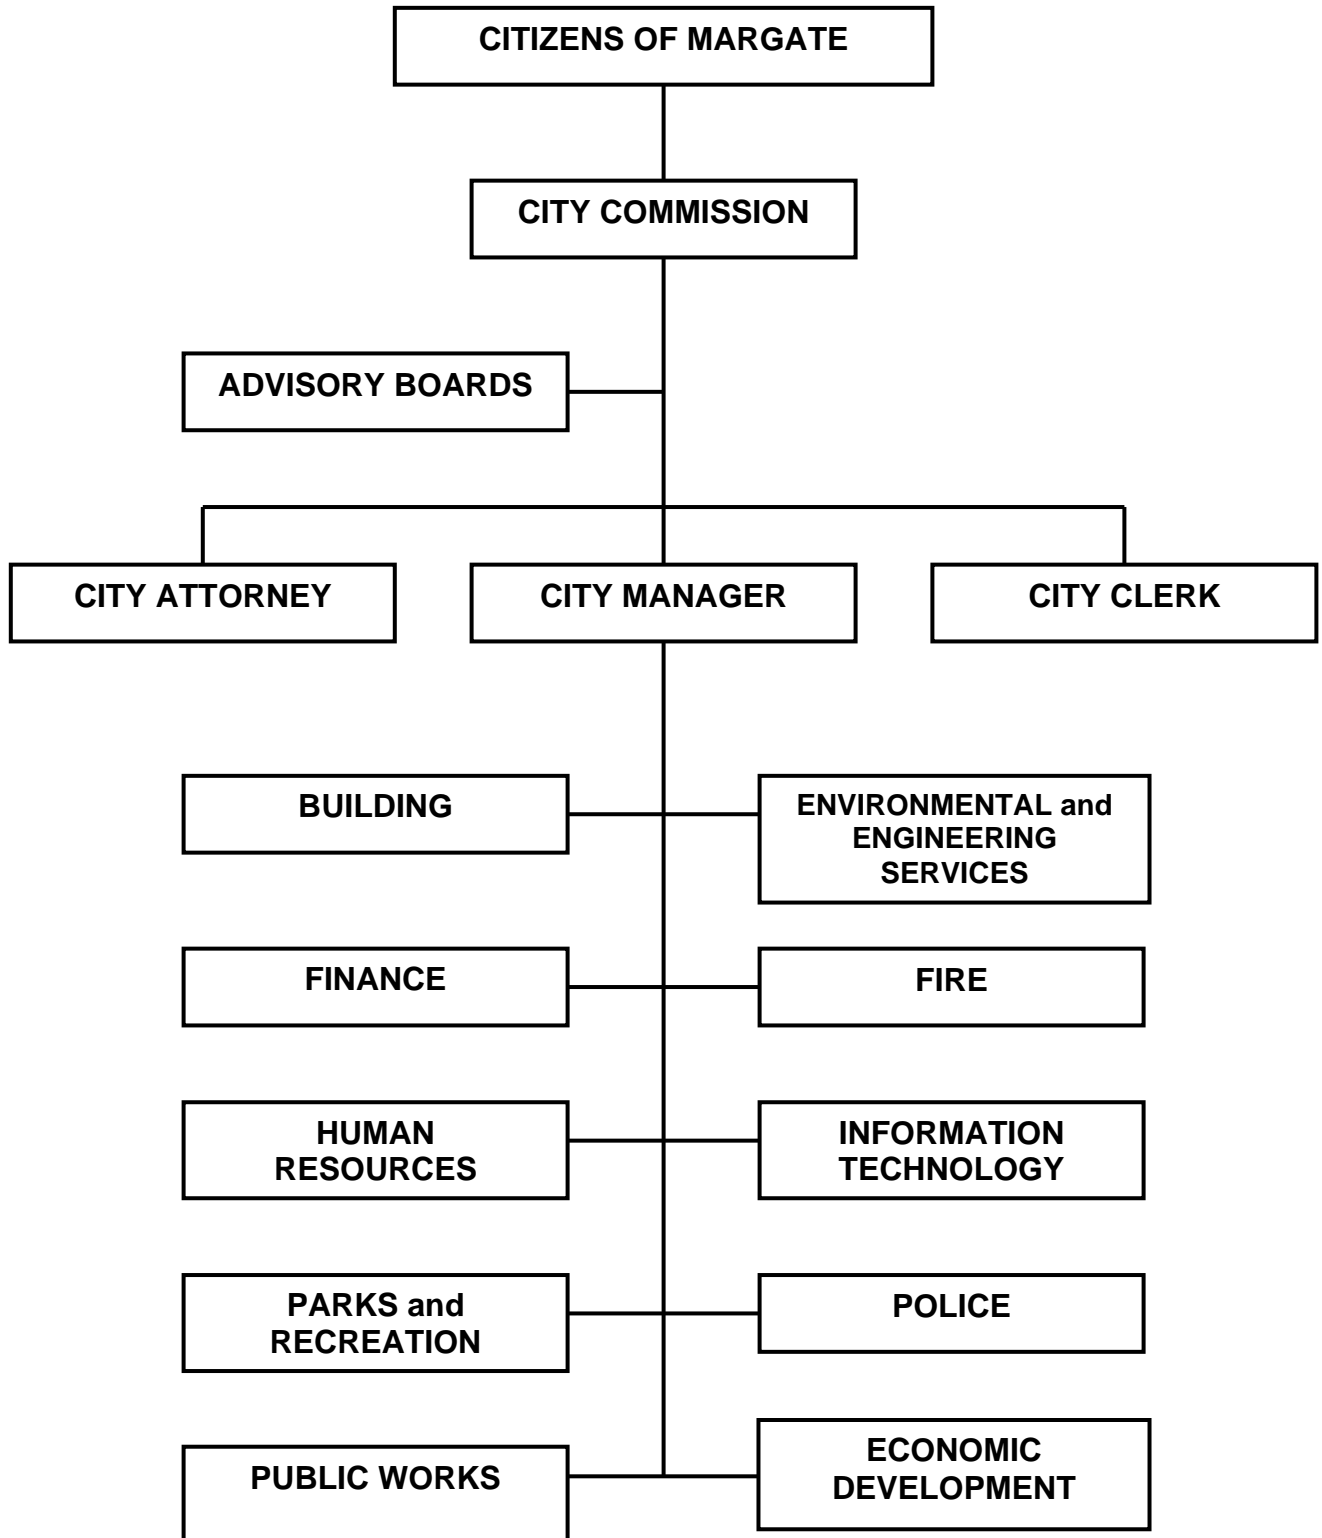 CITIZENS OF MARGATE
CITY COMMISSION
ADVISORY BOARDS
CITY ATTORNEY
CITY MANAGER
CITY CLERK
BUILDING
ENVIRONMENTAL and
ENGINEERING
SERVICES
FINANCE
FIRE
HUMAN
RESOURCES
INFORMATION
TECHNOLOGY
PARKS and
RECREATION
POLICE
PUBLIC WORKS
ECONOMIC
DEVELOPMENT